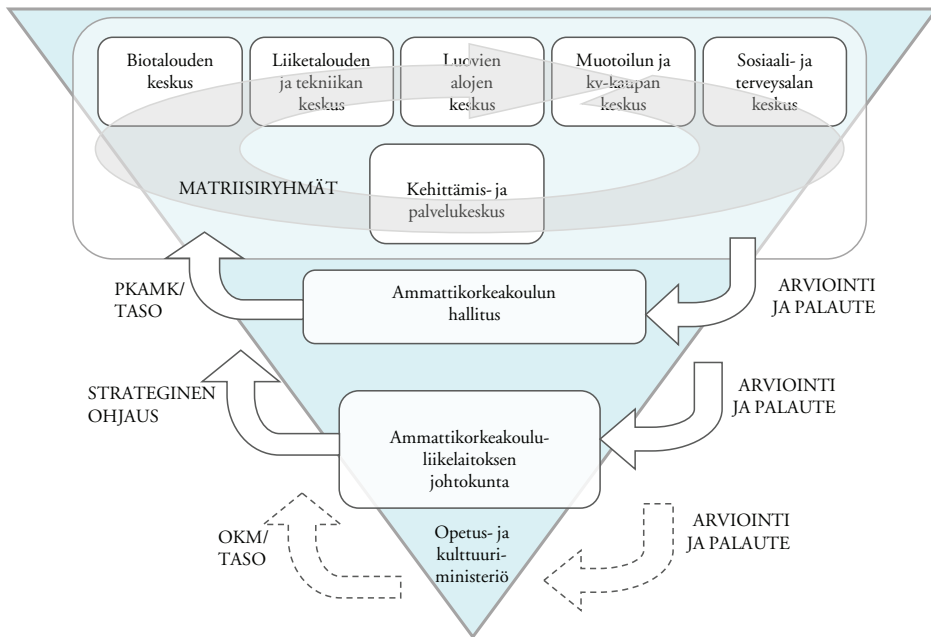 Biotalouden
keskus
Liiketalouden
ja tekniikan
keskus
Luovien
alojen
keskus
Muotoilun ja
kv-kaupan
keskus
Sosiaali- ja
terveysalan
keskus
MATRIISIRYHMÄT
Kehittämis- ja
palvelukeskus
PKAMK/
TASO
Ammattikorkeakoulun
hallitus
ARVIOINTI
JA PALAUTE
STRATEGINEN
OHJAUS
Ammattikorkeakoulu-
liikelaitoksen
johtokunta
ARVIOINTI
JA PALAUTE
OKM/
TASO
Opetus- ja
kulttuuri-
ministeriö
ARVIOINTI
JA PALAUTE